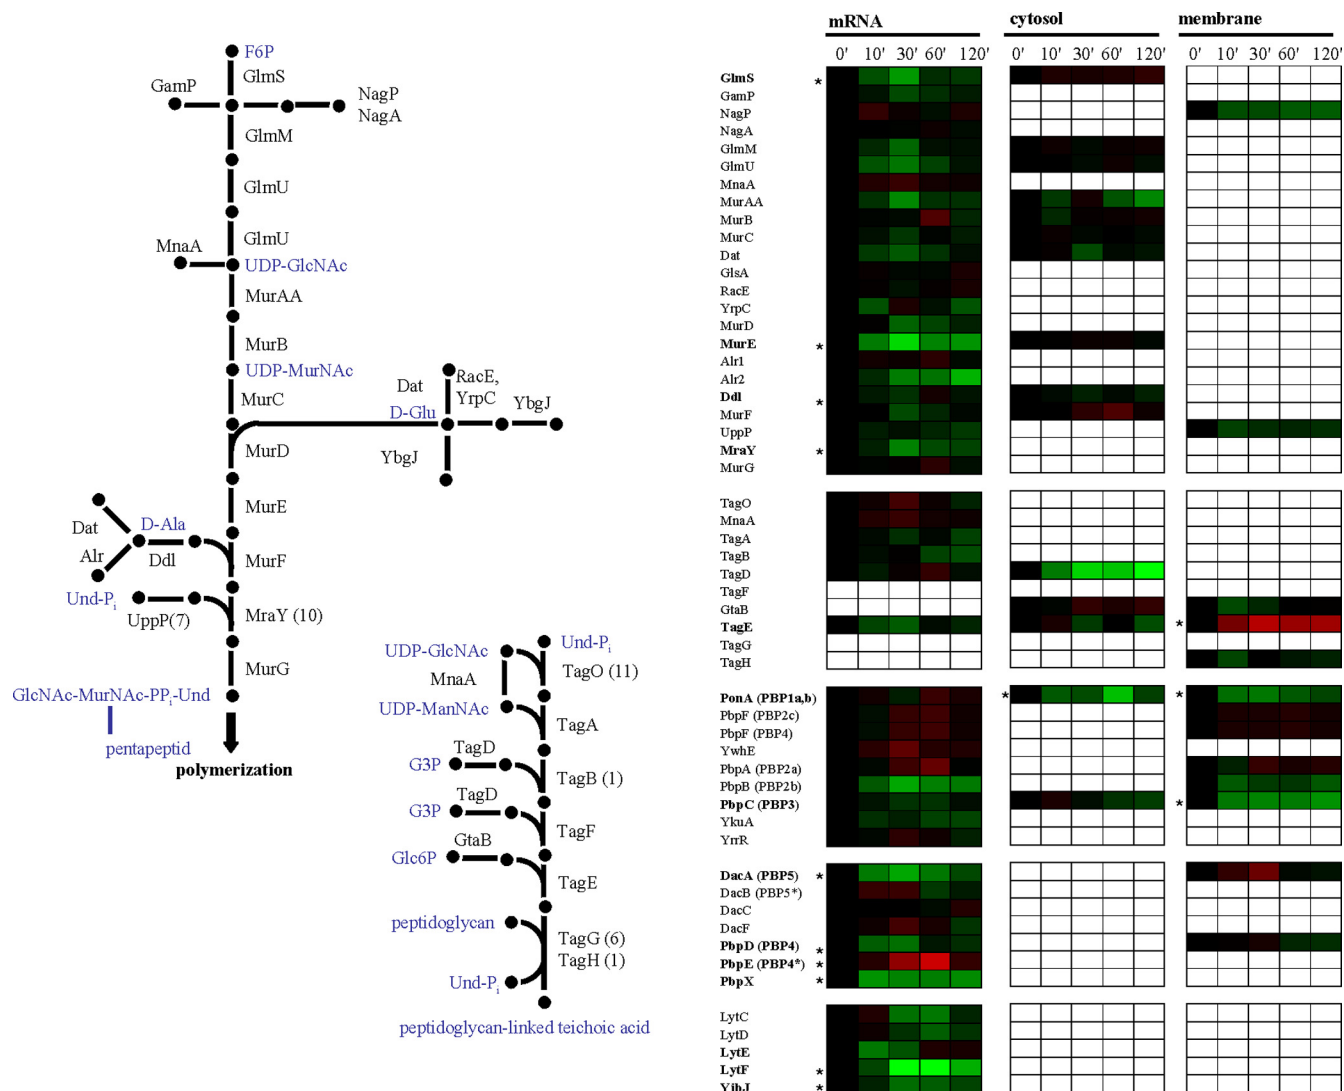 F6P
GlmS
GamP
NagP
NagA
GlmM
GlmU
GlmU
MnaA
UDP-GlcNAc
MurAA
MurB
UDP-MurNAc
MurC
Dat
RacE,
YrpC
D-Glu
YbgJ
MurD
YbgJ
MurE
Dat
D-Ala
Alr
Ddl
MurF
Und-Pi
UppP(7)
MraY (10)
MurG
GlcNAc-MurNAc-PPi-Und
pentapeptid
polymerization
UDP-GlcNAc
Und-Pi
MnaA
TagO (11)
UDP-ManNAc
TagA
TagD
G3P
TagB (1)
TagD
G3P
TagF
GtaB
Glc6P
TagE
peptidoglycan
TagG (6)
TagH (1)
Und-Pi
peptidoglycan-linked teichoic acid
mRNA cytosol membrane
0' 10' 30' 60' 120' 0' 10' 30' 60' 120' 0' 10' 30' 60' 120'
GlmS *
GamP
NagP
NagA
GlmM
GlmU
MnaA
MurAA
MurB
MurC
Dat
GlsA
RacE
YrpC
MurD
MurE *
Alr1
Alr2
Ddl *
MurF
UppP
MraY *
MurG
TagO
MnaA
TagA
TagB
TagD
TagF
GtaB
TagE *
TagG
TagH
PonA (PBP1a,b) * *
PbpF (PBP2c)
PbpF (PBP4)
YwhE
PbpA (PBP2a)
PbpB (PBP2b)
PbpC (PBP3) *
YkuA
YrrR
DacA (PBP5) *
DacB (PBP5*)
DacC
DacF
PbpD (PBP4) *
PbpE (PBP4*) *
PbpX *
LytC
LytD
LytE
LytF *
YibJ *